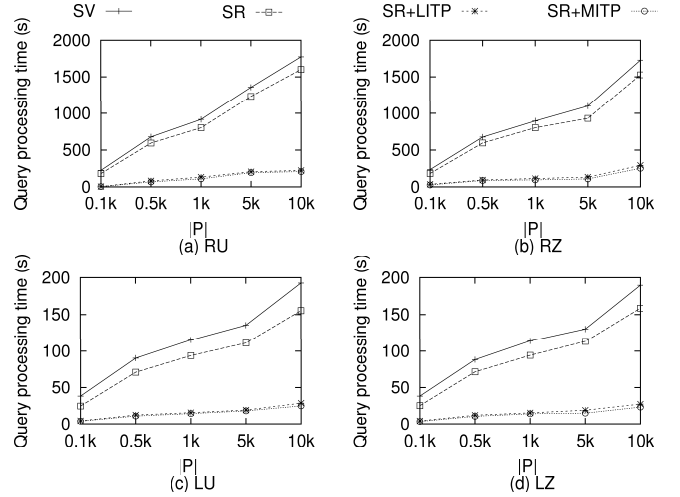 SV SR SR+LITP SR+MITP
Query processing time (s)
2000
1500
1000
500
0
0.1k 0.5k 1k 5k 10k
|P|
(a) RU
Query processing time (s)
2000
1500
1000
500
0
0.1k 0.5k 1k 5k 10k
|P|
(b) RZ
Query processing time (s)
200
150
100
50
0
0.1k 0.5k 1k 5k 10k
|P|
(c) LU
Query processing time (s)
200
150
100
50
0
0.1k 0.5k 1k 5k 10k
|P|
(d) LZ